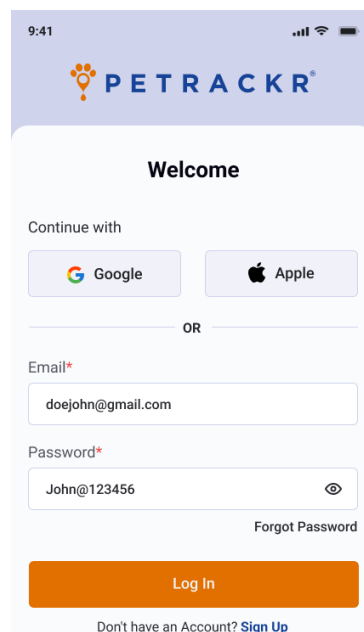 9:41
PETRACKR®
Welcome
Continue with
Google
Apple
OR
Email*
doejohn@gmail.com
Password*
John@123456
Forgot Password
Log In
Don't have an Account? Sign Up